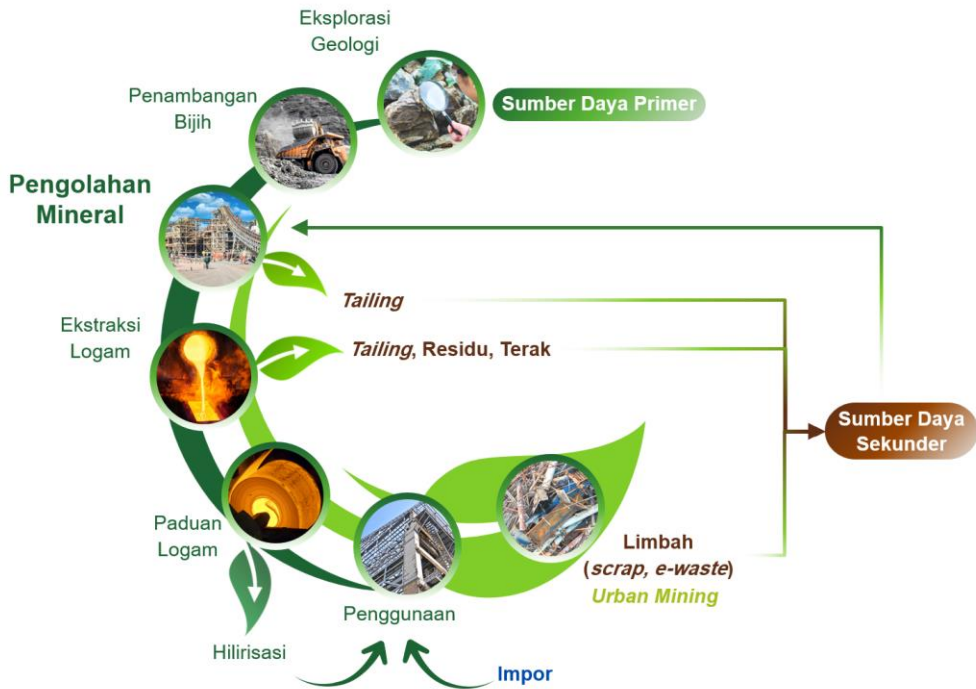 Eksplorasi
Geologi
Sumber Daya Primer
Penambangan
Bijih
Pengolahan
Mineral
Tailing
Ekstraksi
Logam
Tailing, Residu, Terak
Sumber Daya
Sekunder
Paduan
Logam
Limbah
(scrap, e-waste)
Urban Mining
Penggunaan
Hilirisasi
Impor